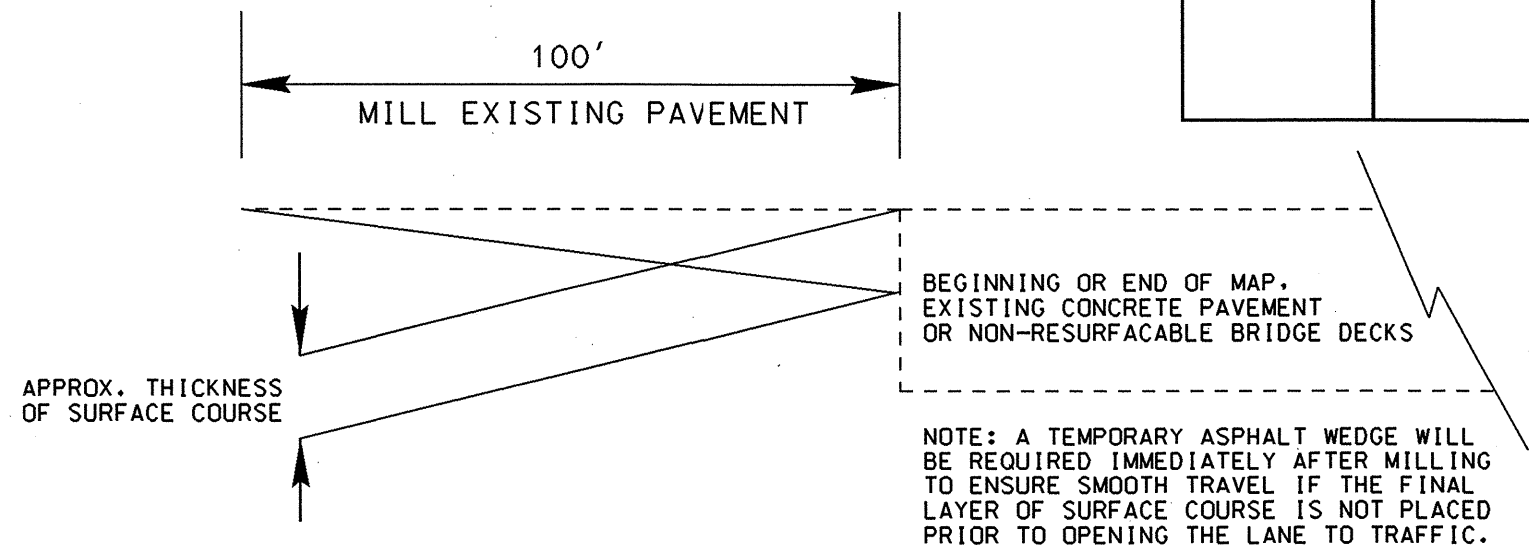 100'
MILL EXISTING PAVEMENT
BEGINNING OR END OF MAP,
EXISTING CONCRETE PAVEMENT
OR NON-RESURFACABLE BRIDGE DECKS
APPROX. THICKNESS
OF SURFACE COURSE
NOTE: A TEMPORARY ASPHALT WEDGE WILL
BE REQUIRED IMMEDIATELY AFTER MILLING
TO ENSURE SMOOTH TRAVEL IF THE FINAL
LAYER OF SURFACE COURSE IS NOT PLACED
PRIOR TO OPENING THE LANE TO TRAFFIC.